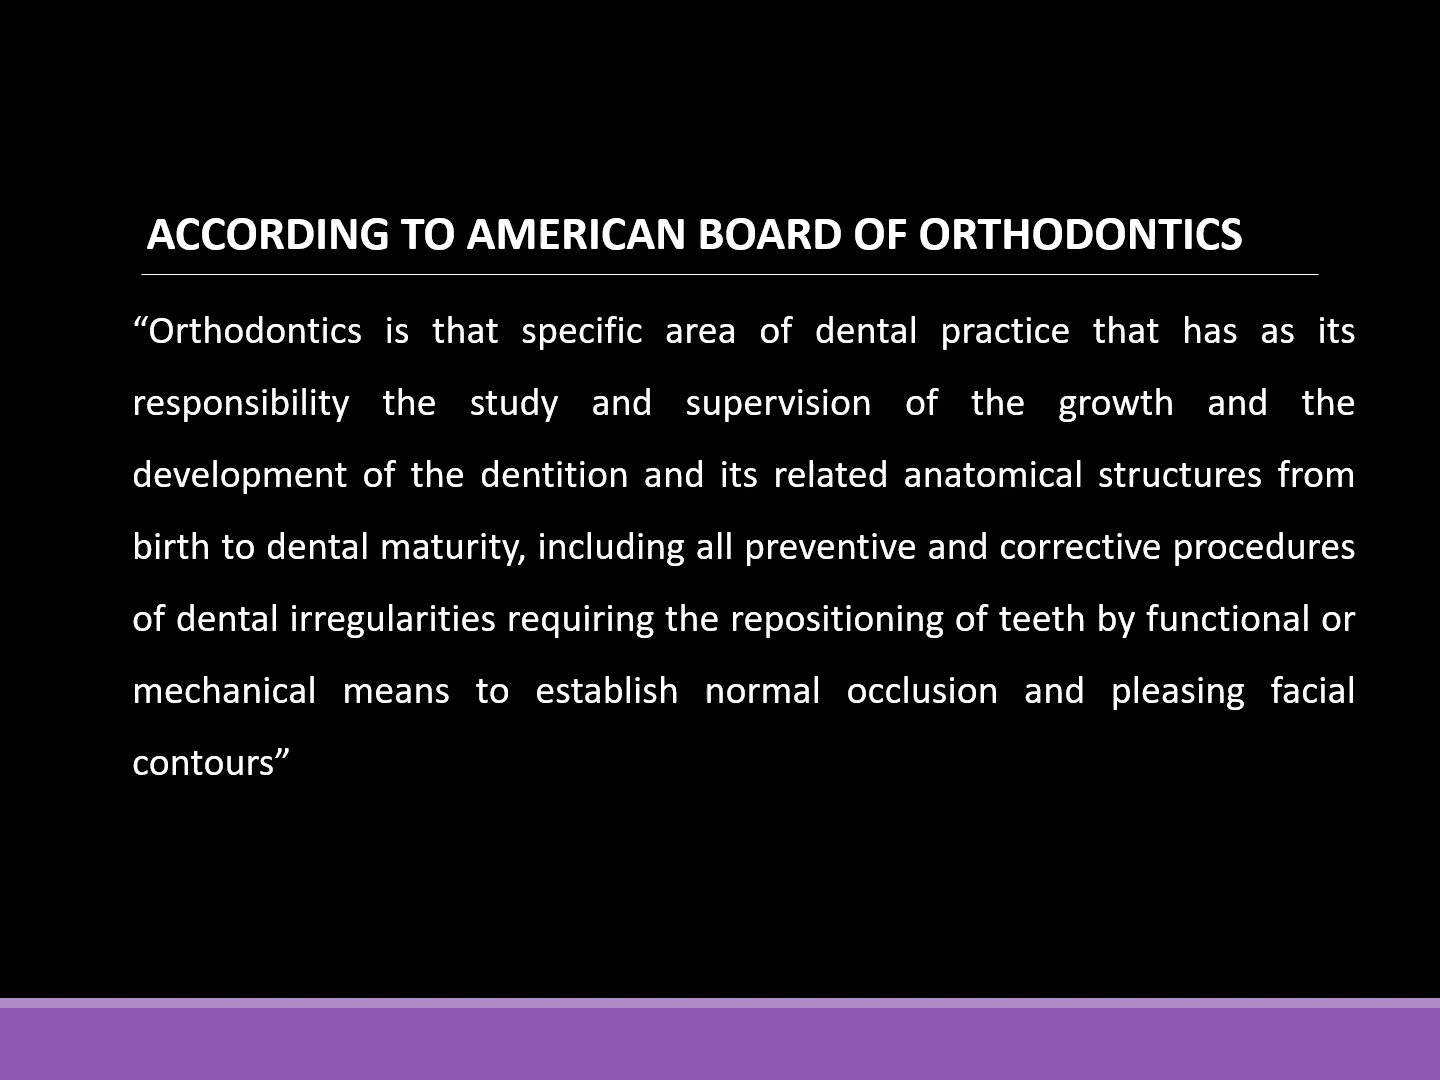 ACCORDING TO AMERICAN BOARD OF ORTHODONTICS
“Orthodontics is that specific area of dental practice that has as its
responsibility the study and supervision of the growth and the
development of the dentition and its related anatomical structures from
birth to dental maturity, including all preventive and corrective procedures
of dental irregularities requiring the repositioning of teeth by functional or
mechanical means to establish normal occlusion and pleasing facial
contours”